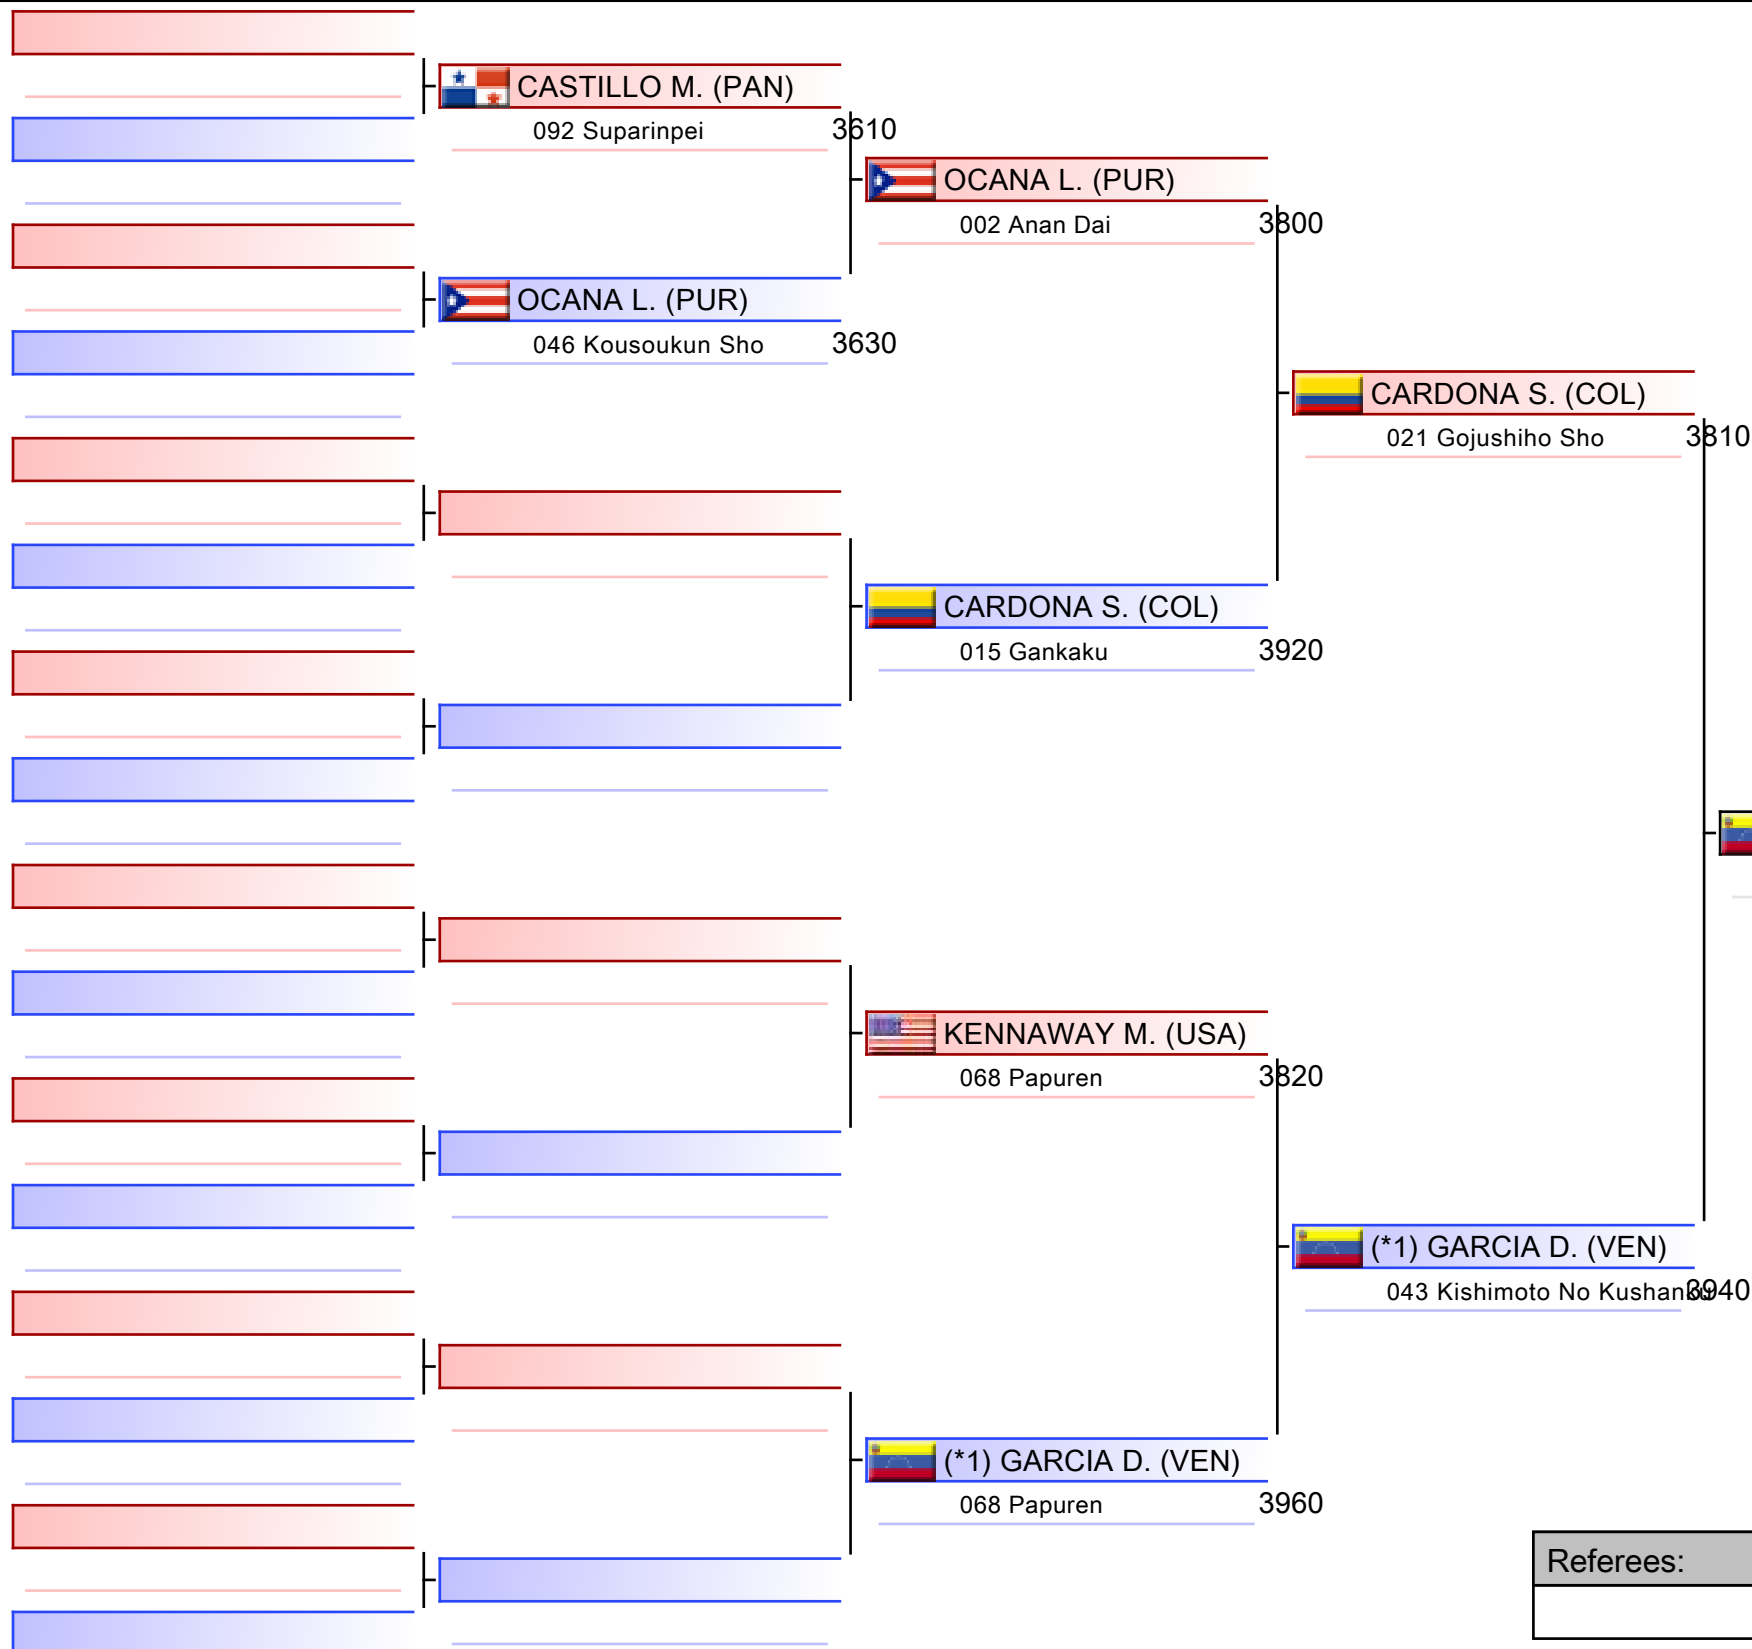 CASTILLO M. (PAN)
092 Suparinpei 3610
OCANA L. (PUR)
002 Anan Dai 3800
OCANA L. (PUR)
046 Kousoukun Sho 3630
CARDONA S. (COL)
021 Gojushiho Sho 3810
CARDONA S. (COL)
015 Gankaku 3920
KENNAWAY M. (USA)
068 Papuren 3820
(*1) GARCIA D. (VEN)
043 Kishimoto No Kushanku 3940
(*1) GARCIA D. (VEN)
068 Papuren 3960
Referees: